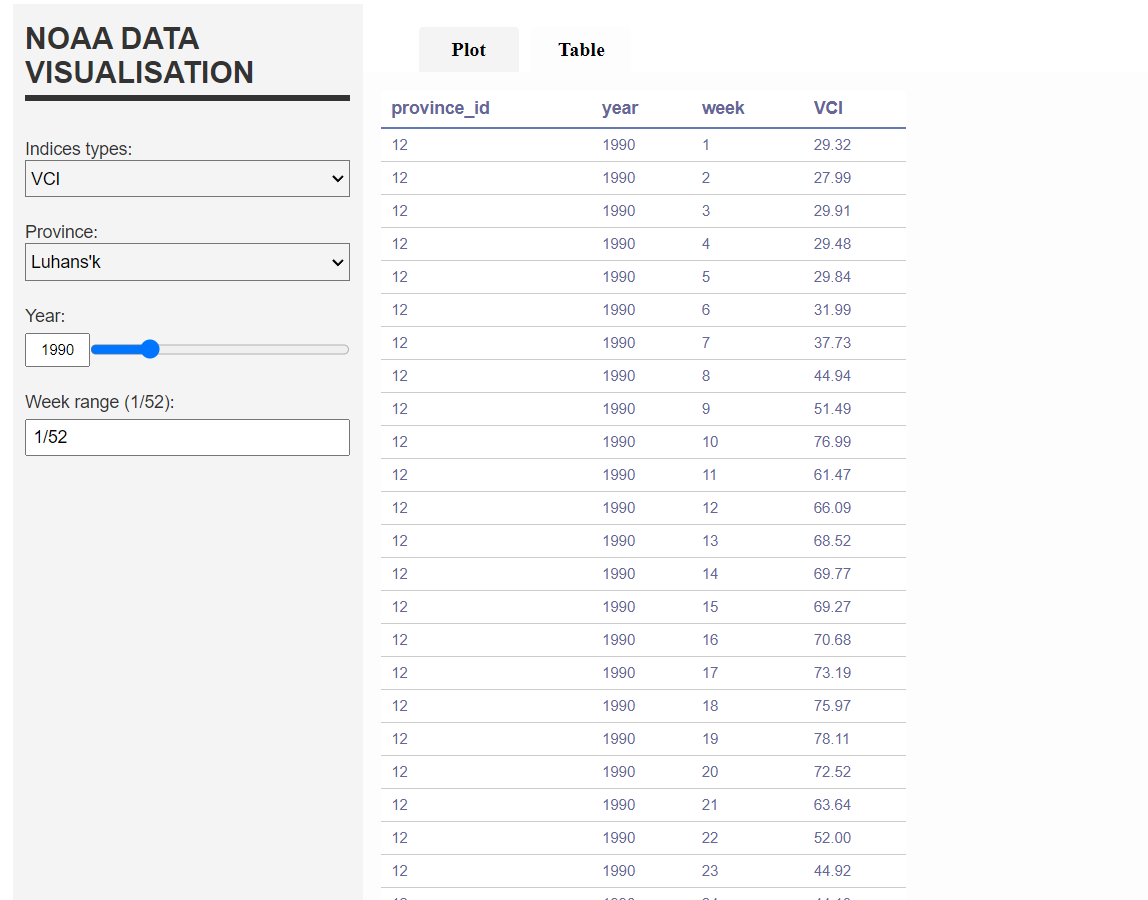 NOAA DATA
VISUALISATION
Indices types:
VCI
Province:
Luhans'k
Year:
1990
Week range (1/52):
1/52
Plot Table
province_id year week VCI
12 1990 1 29.32
12 1990 2 27.99
12 1990 3 29.91
12 1990 4 29.48
12 1990 5 29.84
12 1990 6 31.99
12 1990 7 37.73
12 1990 8 44.94
12 1990 9 51.49
12 1990 10 76.99
12 1990 11 61.47
12 1990 12 66.09
12 1990 13 68.52
12 1990 14 69.77
12 1990 15 69.27
12 1990 16 70.68
12 1990 17 73.19
12 1990 18 75.97
12 1990 19 78.11
12 1990 20 72.52
12 1990 21 63.64
12 1990 22 52.00
12 1990 23 44.92